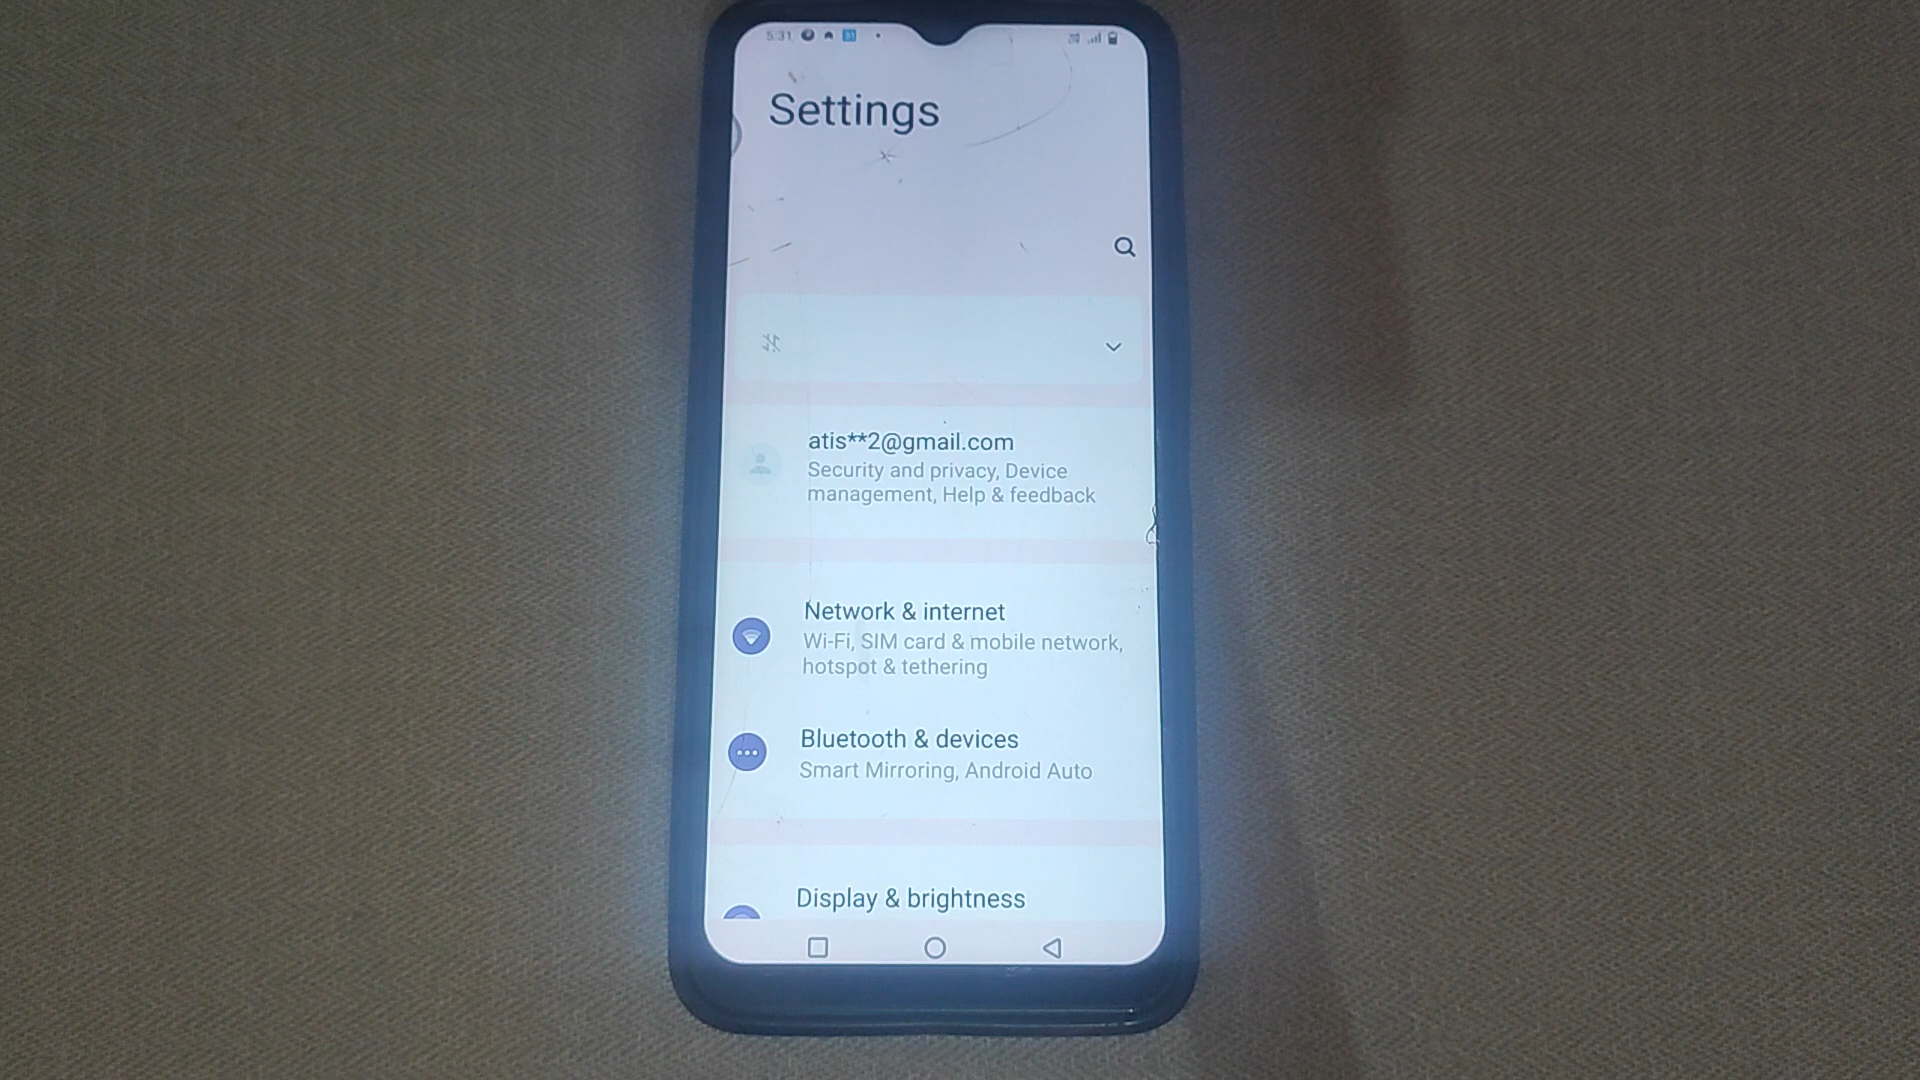 5:31
Settings
atis**2@gmail.com
Security and privacy, Device
management, Help & feedback
Network & internet
Wi-Fi, SIM card & mobile network,
hotspot & tethering
Bluetooth & devices
Smart Mirroring, Android Auto
Display & brightness